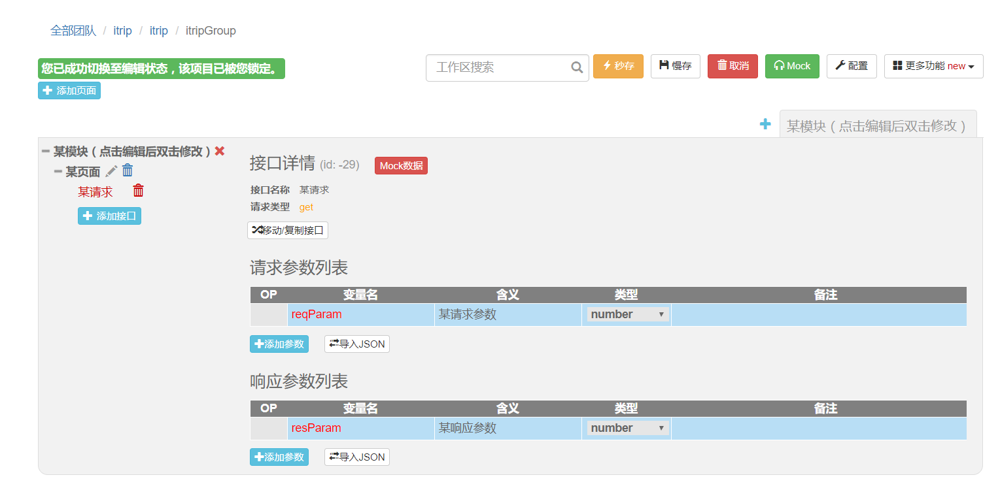 全部团队 / itrip / itrip / itripGroup
您已成功切换至编辑状态，该项目已被您锁定。
工作区搜索 秒存 慢存 取消 Mock 配置 更多功能 new
添加页面
某模块（点击编辑后双击修改）
某模块（点击编辑后双击修改）
某页面
某请求
添加接口
接口详情 (id: -29) Mock数据
接口名称 某请求
请求类型 get
移动/复制接口
请求参数列表
OP 变量名 含义 类型 备注
reqParam 某请求参数 number
添加参数 导入JSON
响应参数列表
OP 变量名 含义 类型 备注
resParam 某响应参数 number
添加参数 导入JSON